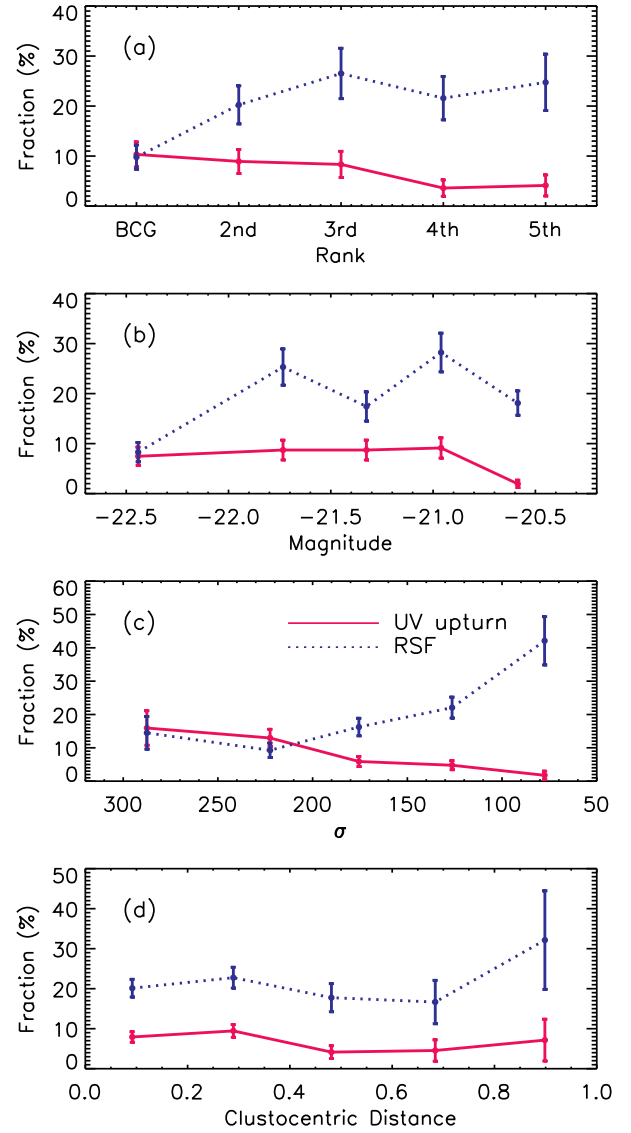 40
30
20
10
0
Fraction (%)
(a)
BCG 2nd 3rd 4th 5th
Rank
40
30
20
10
0
Fraction (%)
(b)
−22.5 −22.0 −21.5 −21.0 −20.5
Magnitude
60
50
40
30
20
10
0
Fraction (%)
(c)
UV upturn
RSF
300 250 200 150 100 50
σ
50
40
30
20
10
0
Fraction (%)
(d)
0.0 0.2 0.4 0.6 0.8 1.0
Clustocentric Distance